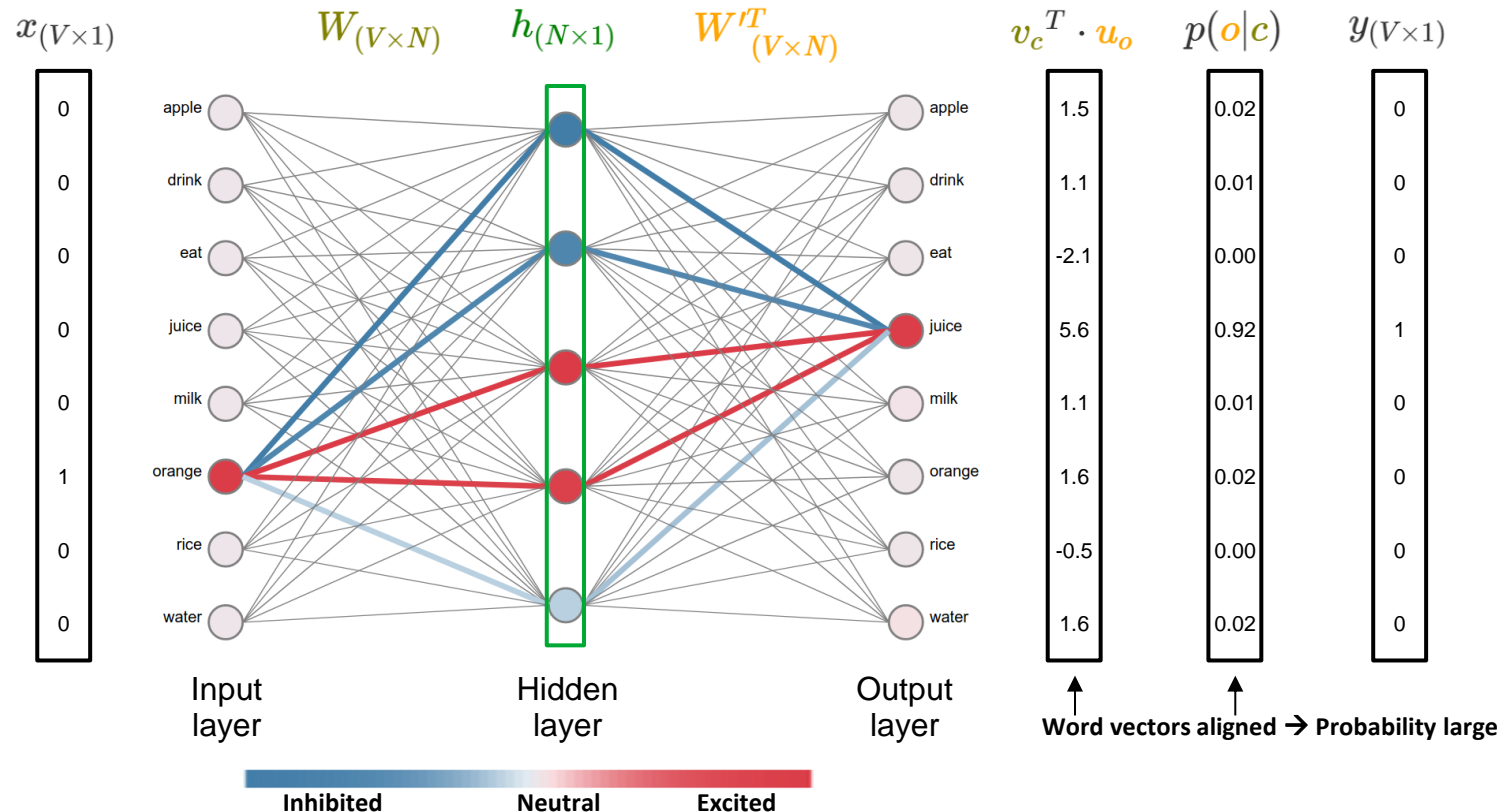 x(V×1) W(V×N) h(N×1) W′T(V×N) vcT · uo p(o|c) y(V×1)
0 apple apple 1.5 0.02 0
0 drink drink 1.1 0.01 0
0 eat eat -2.1 0.00 0
0 juice juice 5.6 0.92 1
0 milk milk 1.1 0.01 0
1 orange orange 1.6 0.02 0
0 rice rice -0.5 0.00 0
0 water water 1.6 0.02 0
Input Hidden Output
layer layer layer
Word vectors aligned → Probability large
Inhibited Neutral Excited